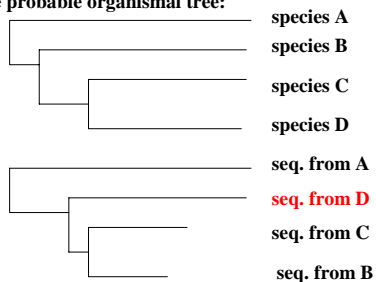 probable organismal tree:
species A
species B
species C
species D
seq. from A
seq. from D
seq. from C
seq. from B